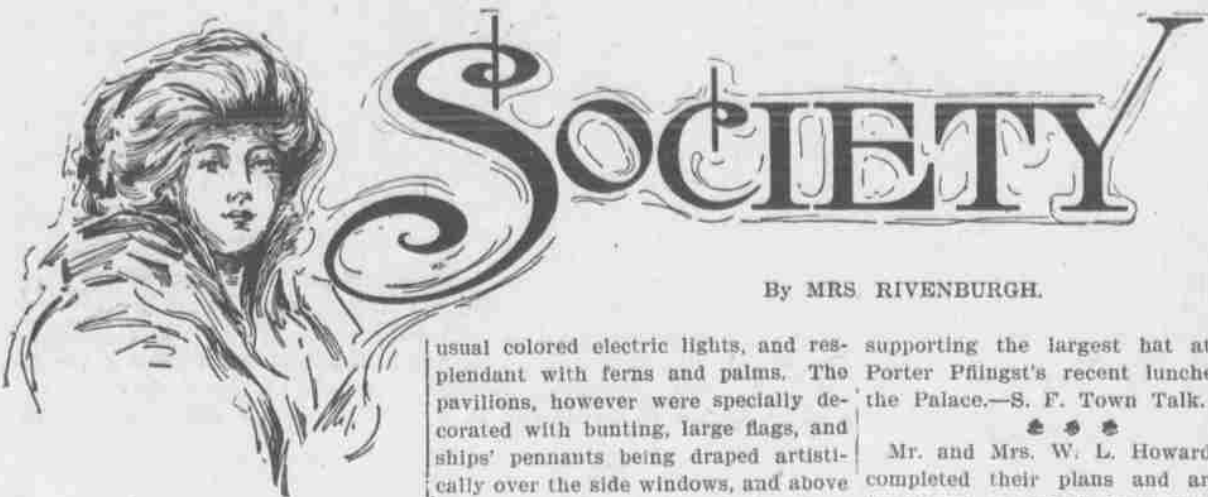 SOCIETY
By MRS RIVENBURGH.
usual colored electric lights, and res-
plendant with ferns and palms. The
pavilions, however were specially de-
corated with bunting, large flags, and
ships' pennants being draped artisti-
cally over the side windows, and above
supporting the largest hat at
Porter Pflingst's recent lunche
the Palace.—S. F. Town Talk.
Mr. and Mrs. W. L. Howard
completed their plans and ar